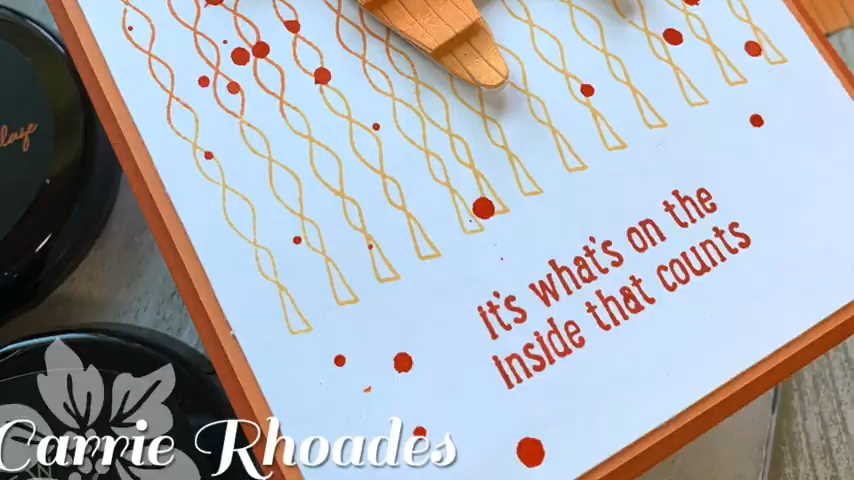 it's what's on the
inside that counts
Carrie Rhoades